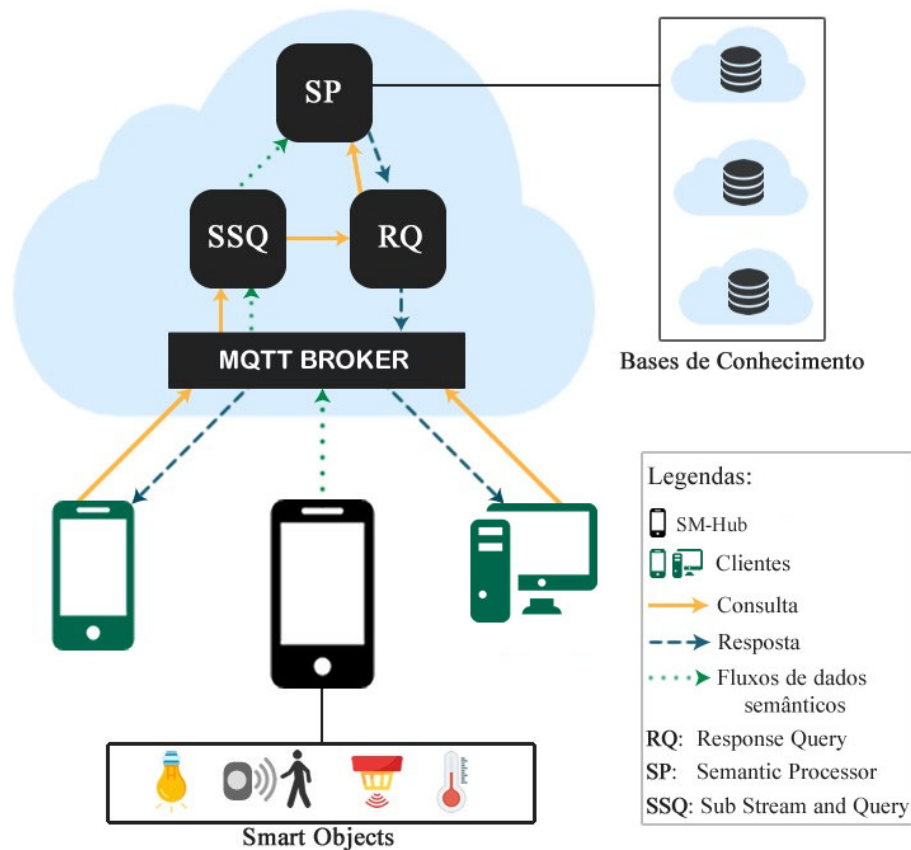 SP
SSQ
RQ
MQTT BROKER
Bases de Conhecimento
Legendas:
SM-Hub
Clientes
Consulta
Resposta
Fluxos de dados
semânticos
RQ: Response Query
SP: Semantic Processor
SSQ: Sub Stream and Query
Smart Objects